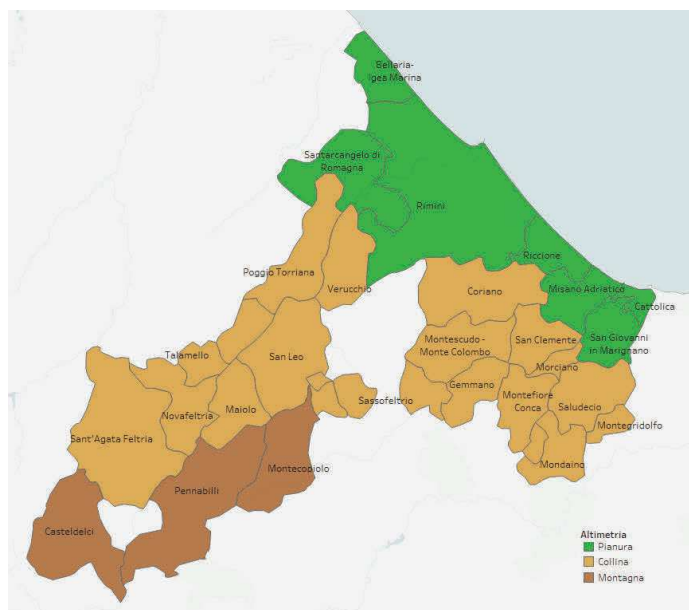 Bellaria-
Igea Marina
Santarcangelo di
Romagna
Rimini
Riccione
Poggio Torriana
Verucchio
Coriano
Misano Adriatico
Cattolica
San Giovanni
in Marignano
Talamello
San Leo
Montescudo -
Monte Colombo
San Clemente
Morciano
Gemmano
Sassofeltrio
Novafeltria
Maiolo
Montefiore
Conca
Saludecio
Montegridolfo
Sant'Agata Feltria
Montecopiolo
Mondaino
Pennabilli
Casteldelci
Altimetria
Pianura
Collina
Montagna